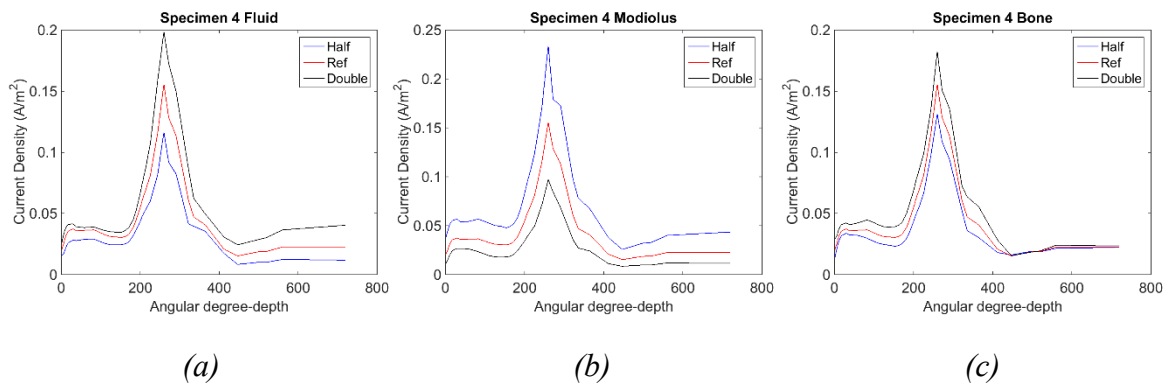 Specimen 4 Fluid
0.2
0.15
0.1
0.05
0
Current Density (A/m²)
0 200 400 600 800
Angular degree-depth
Half
Ref
Double
(a)
Specimen 4 Modiolus
0.25
0.2
0.15
0.1
0.05
0
Current Density (A/m²)
0 200 400 600 800
Angular degree-depth
Half
Ref
Double
(b)
Specimen 4 Bone
0.2
0.15
0.1
0.05
0
Current Density (A/m²)
0 200 400 600 800
Angular degree-depth
Half
Ref
Double
(c)